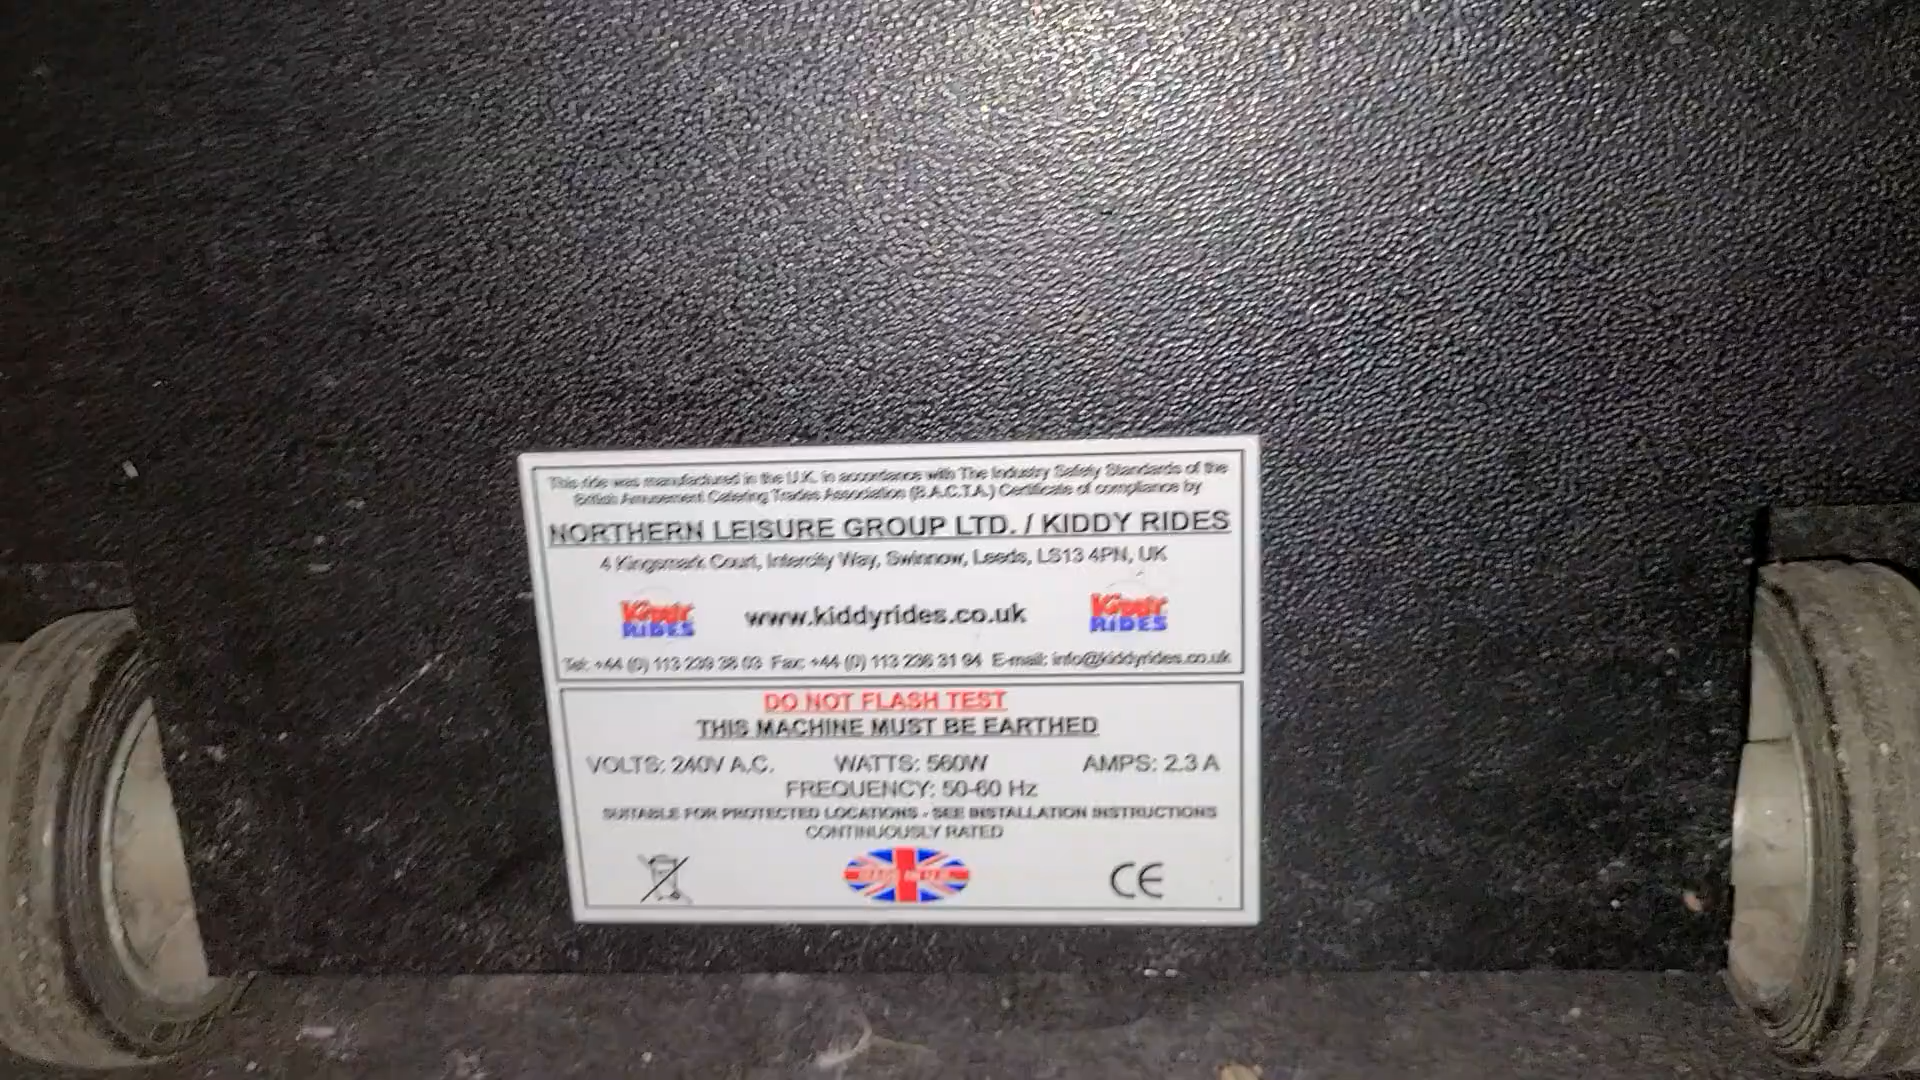 This ride was manufactured in the U.K. in accordance with The Industry Safety Standards of the
British Amusement Catering Trades Association (B.A.C.T.A.) Certificate of compliance by
NORTHERN LEISURE GROUP LTD. / KIDDY RIDES
4 Kingsmark Court, Intercity Way, Swinnow, Leeds, LS13 4PN, UK
Kiddy RIDES www.kiddyrides.co.uk Kiddy RIDES
Tel: +44 (0) 113 239 38 03 Fax: +44 (0) 113 236 31 94 E-mail: info@kiddyrides.co.uk
DO NOT FLASH TEST
THIS MACHINE MUST BE EARTHED
VOLTS: 240V A.C. WATTS: 560W AMPS: 2.3 A
FREQUENCY: 50-60 Hz
SUITABLE FOR PROTECTED LOCATIONS - SEE INSTALLATION INSTRUCTIONS
CONTINUOUSLY RATED
CE